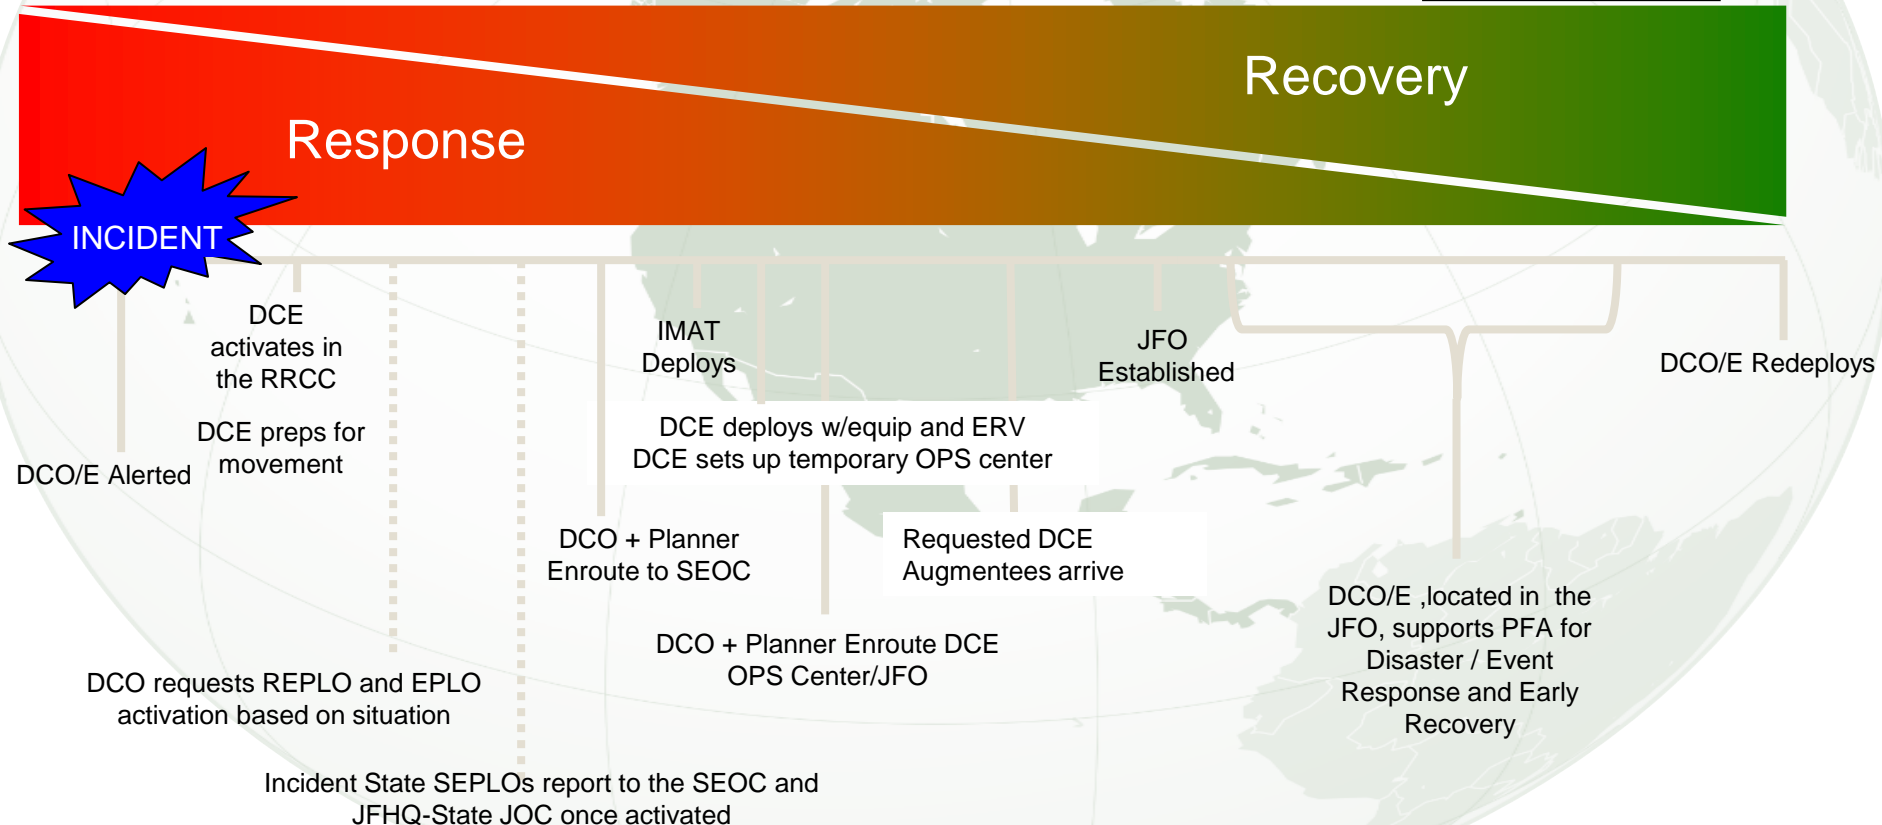 Recovery
Response
INCIDENT
DCE
activates in
the RRCC
DCE preps for
movement
DCO/E Alerted
IMAT
Deploys
JFO
Established
DCO/E Redeploys
DCE deploys w/equip and ERV
DCE sets up temporary OPS center
DCO + Planner
Enroute to SEOC
Requested DCE
Augmentees arrive
DCO + Planner Enroute DCE
OPS Center/JFO
DCO/E ,located in the
JFO, supports PFA for
Disaster / Event
Response and Early
Recovery
DCO requests REPLO and EPLO
activation based on situation
Incident State SEPLOs report to the SEOC and
JFHQ-State JOC once activated